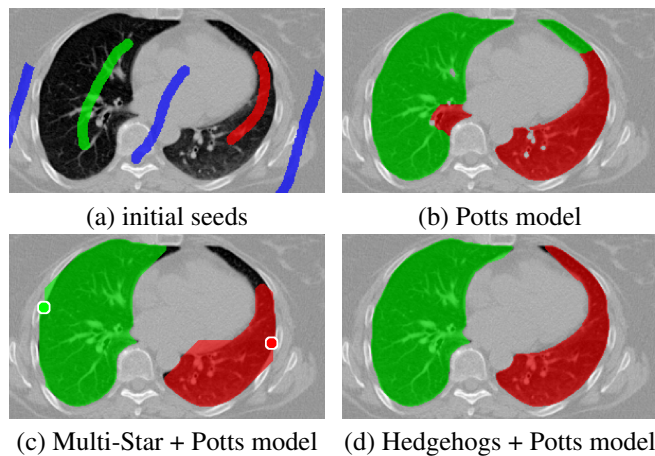 (a) initial seeds
(b) Potts model
(c) Multi-Star + Potts model
(d) Hedgehogs + Potts model